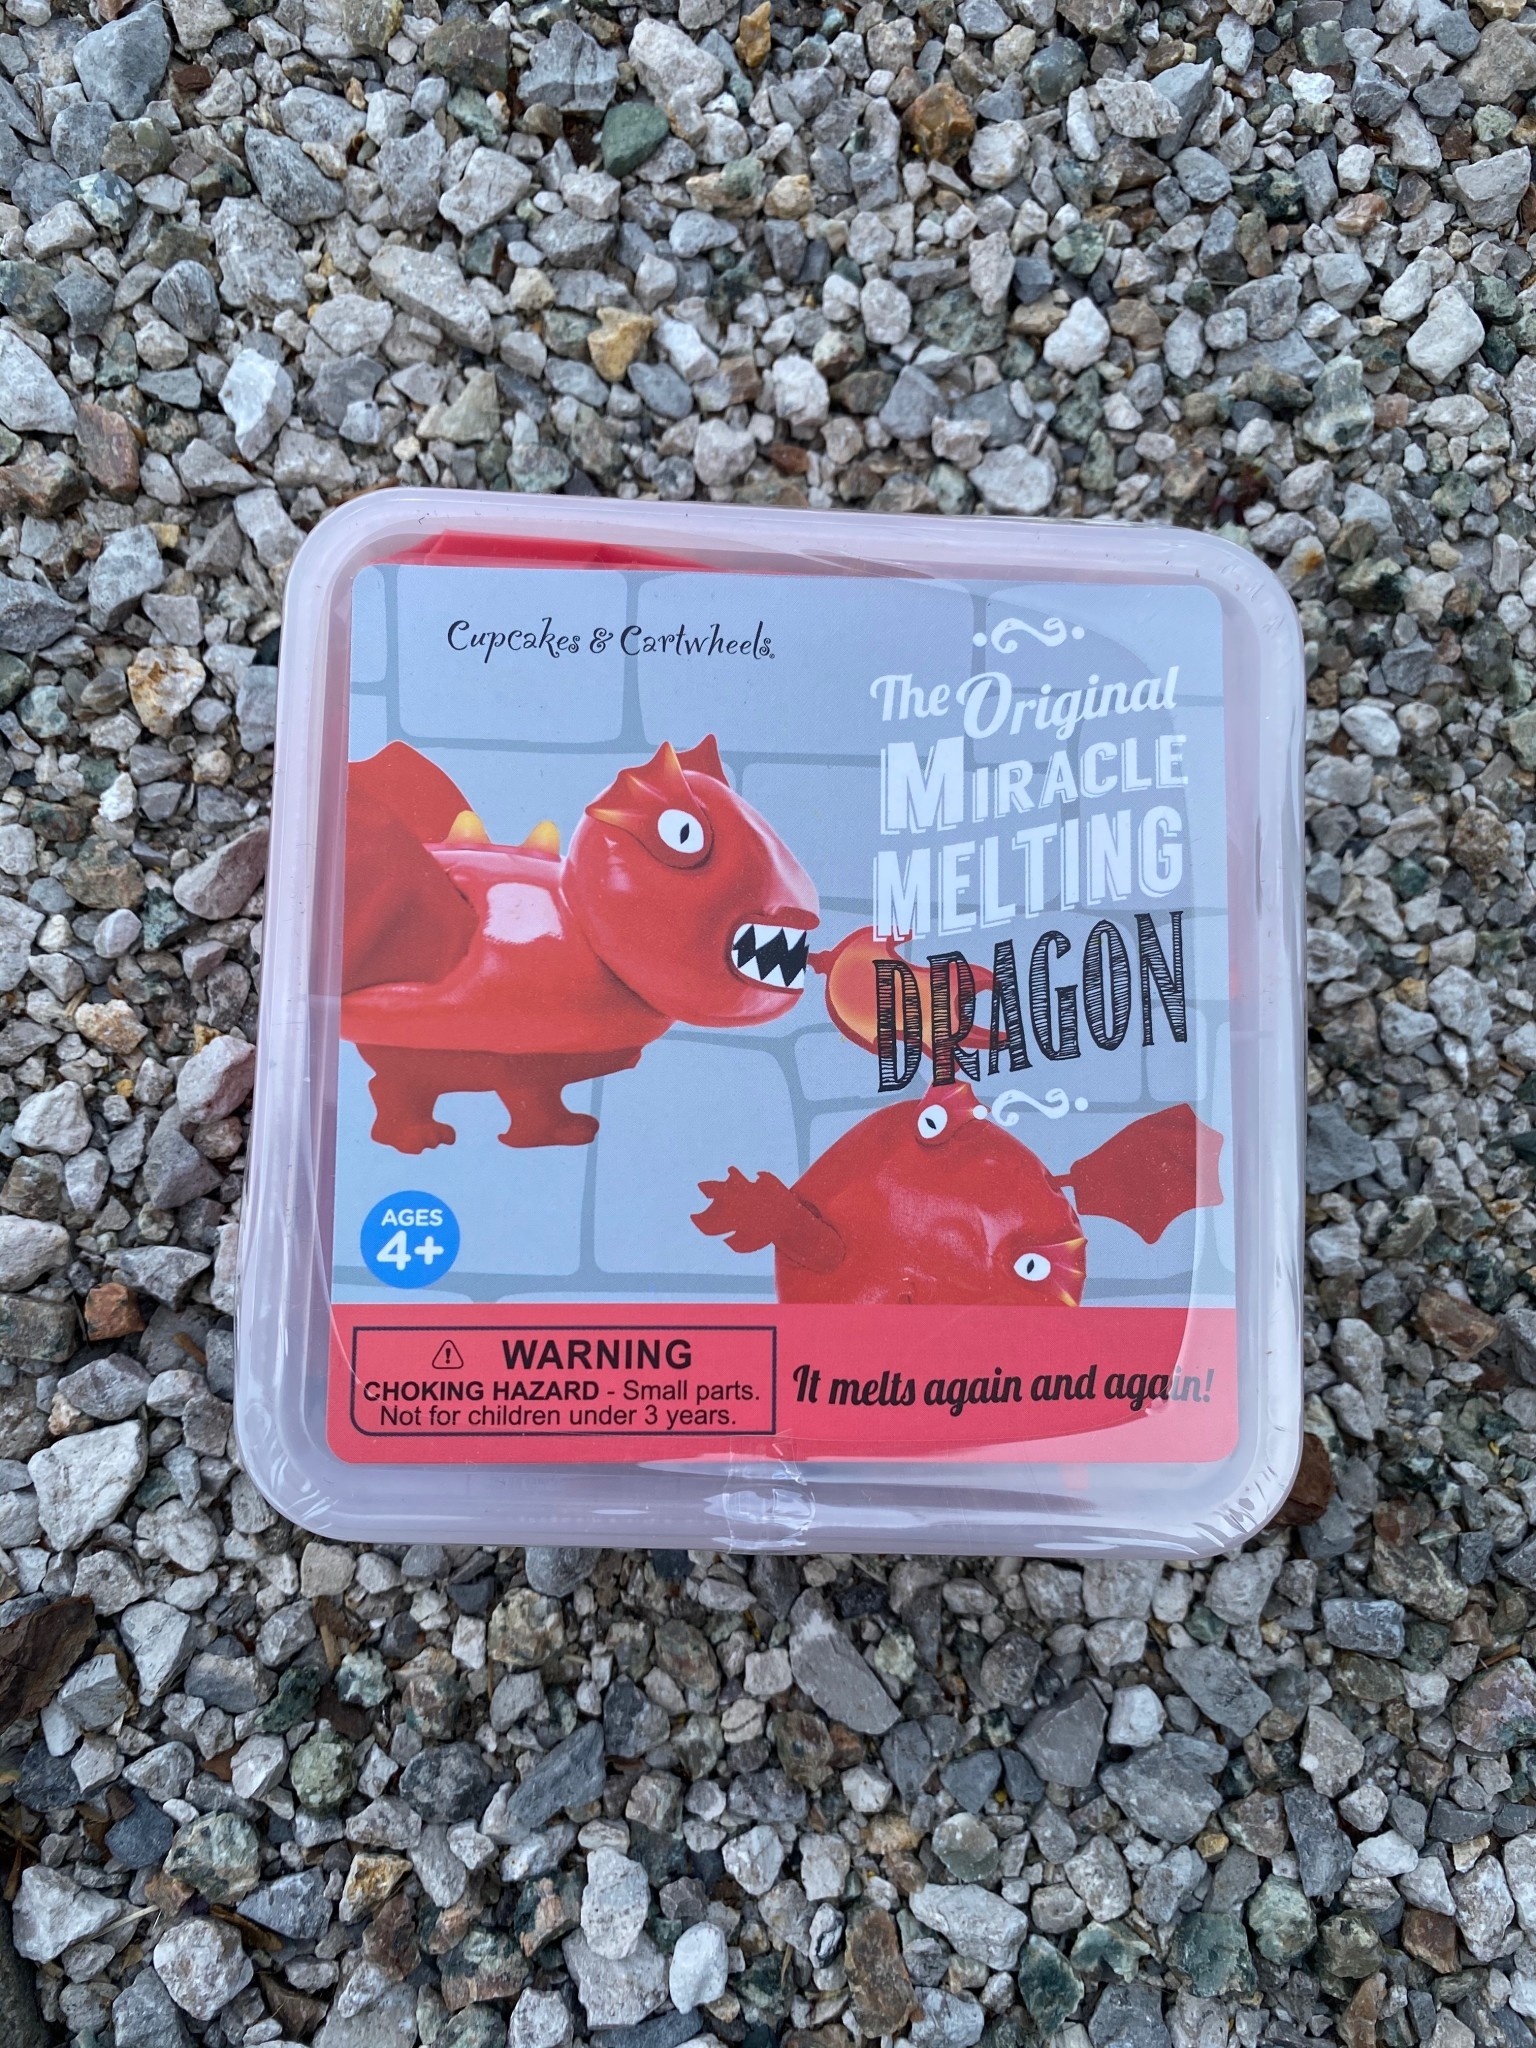 Cupcakes & Cartwheels®
The Original
MIRACLE
MELTING
DRAGON
AGES
4+
WARNING
CHOKING HAZARD - Small parts.
Not for children under 3 years.
It melts again and again!